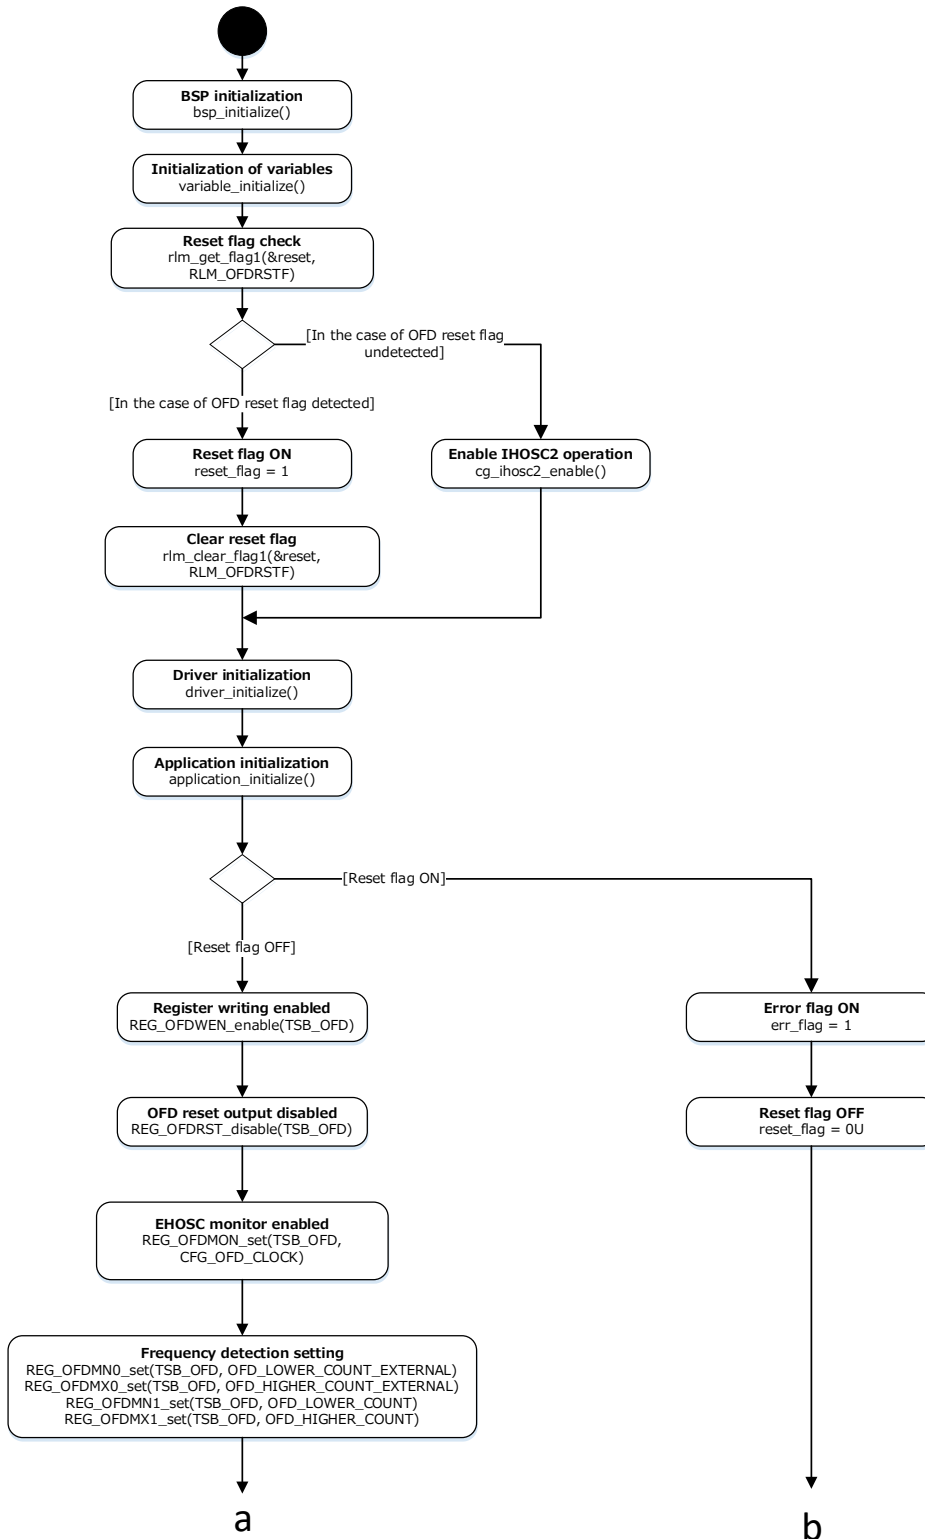 BSP initialization
bsp_initialize()
Initialization of variables
variable_initialize()
Reset flag check
rlm_get_flag1(&reset,
RLM_OFDRSTF)
[In the case of OFD reset flag
undetected]
[In the case of OFD reset flag detected]
Reset flag ON
reset_flag = 1
Enable IHOSC2 operation
cg_ihosc2_enable()
Clear reset flag
rlm_clear_flag1(&reset,
RLM_OFDRSTF)
Driver initialization
driver_initialize()
Application initialization
application_initialize()
[Reset flag ON]
[Reset flag OFF]
Register writing enabled
REG_OFDWEN_enable(TSB_OFD)
Error flag ON
err_flag = 1
OFD reset output disabled
REG_OFDRST_disable(TSB_OFD)
Reset flag OFF
reset_flag = 0U
EHOSC monitor enabled
REG_OFDMON_set(TSB_OFD,
CFG_OFD_CLOCK)
Frequency detection setting
REG_OFDMN0_set(TSB_OFD, OFD_LOWER_COUNT_EXTERNAL)
REG_OFDMX0_set(TSB_OFD, OFD_HIGHER_COUNT_EXTERNAL)
REG_OFDMN1_set(TSB_OFD, OFD_LOWER_COUNT)
REG_OFDMX1_set(TSB_OFD, OFD_HIGHER_COUNT)
a
b